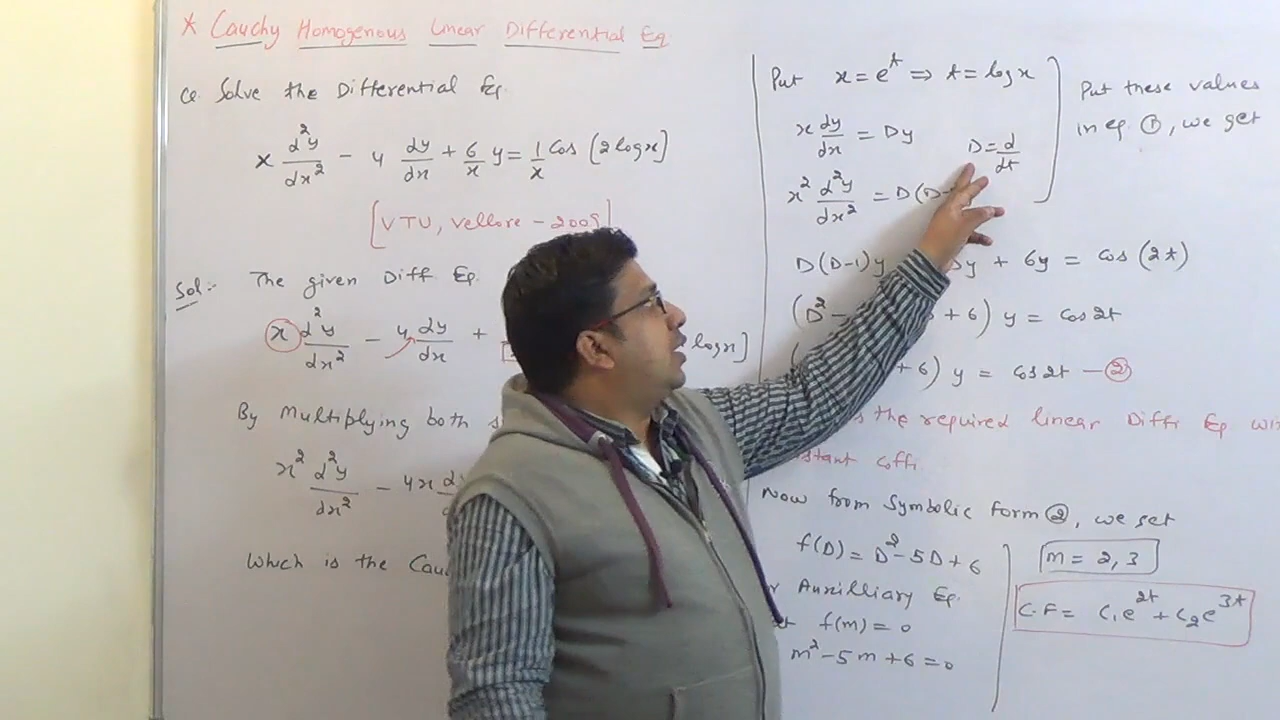 * Cauchy Homogenous Linear Differential Eq.
Q. Solve the Differential Eq.
x d²y/dx² - 4 dy/dx + 6/x y = 1/x Cos [2 log x]
[VTU, Vellore - 2009]
Sol:- The given Diff Eq.
x d²y/dx² - 4 dy/dx + log x]
By Multiplying both
x² d²y/dx² - 4x
Which is the
Put x = e^t ⇒ t = log x
x dy/dx = Dy
D = d/dt
x² d²y/dx² = D(D-
Put these values
in eq. ①, we get
D(D-1)y y + 6y = Cos (2t)
(D² - + 6) y = Cos 2t
+ 6) y = Cos 2t - ②
the required linear Diff. Eq
Coff.
Now from Symbolic form ②, we get
f(D) = D² - 5D + 6
Auxilliary Eq.
f(m) = 0
m² - 5m + 6 = 0
m = 2, 3
C.F = C₁e^2t + C₂e^3t